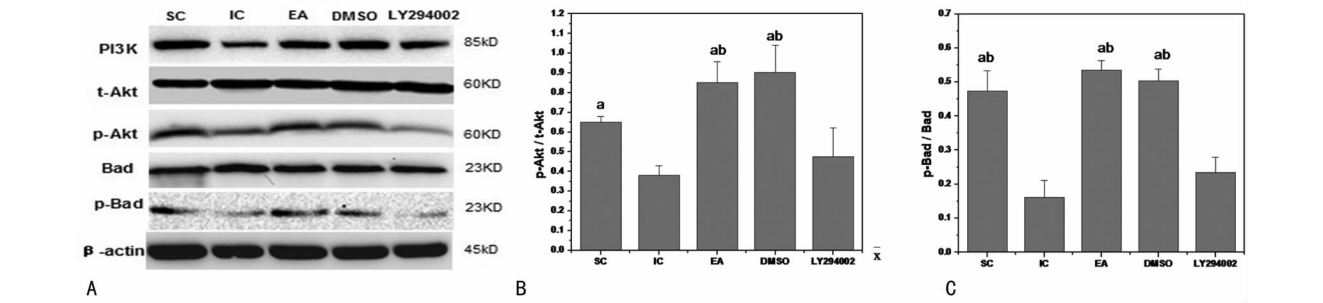 SC IC EA DMSO LY294002
PI3K 85kD
t-Akt 60KD
p-Akt 60KD
Bad 23KD
p-Bad 23KD
β-actin 45kD
A
p-Akt / t-Akt
1.2
1.1
1.0
0.9
0.8
0.7
0.6
0.5
0.4
0.3
0.2
0.1
0.0
a ab ab
SC IC EA DMSO LY294002
x̄
B
p-Bad / Bad
0.7
0.6
0.5
0.4
0.3
0.2
0.1
0.0
ab ab ab
SC IC EA DMSO LY294002
C